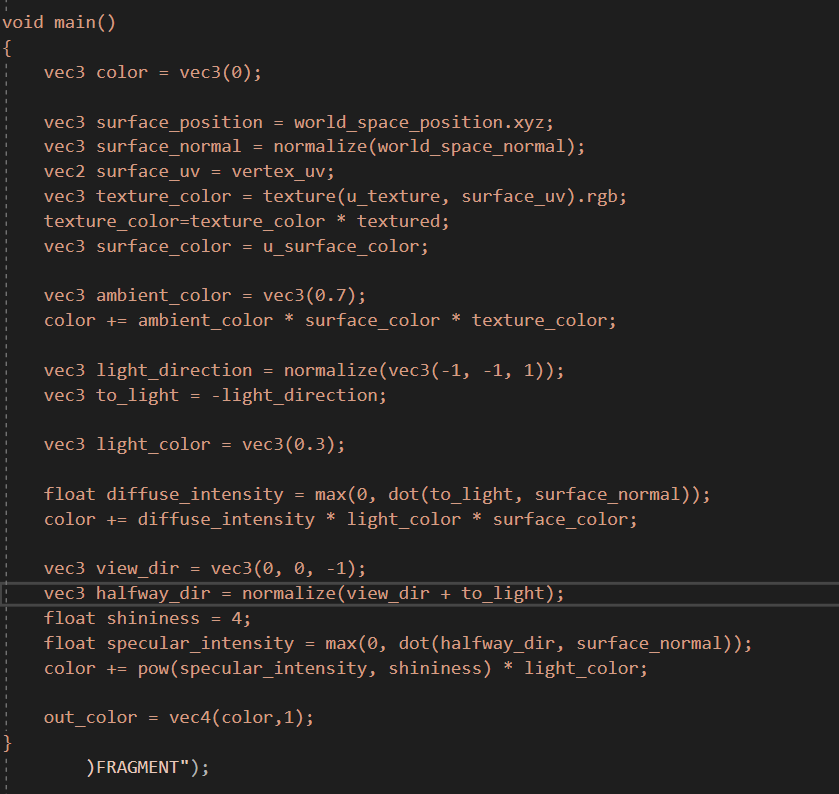 void main()
{
    vec3 color = vec3(0);

    vec3 surface_position = world_space_position.xyz;
    vec3 surface_normal = normalize(world_space_normal);
    vec2 surface_uv = vertex_uv;
    vec3 texture_color = texture(u_texture, surface_uv).rgb;
    texture_color=texture_color * textured;
    vec3 surface_color = u_surface_color;

    vec3 ambient_color = vec3(0.7);
    color += ambient_color * surface_color * texture_color;

    vec3 light_direction = normalize(vec3(-1, -1, 1));
    vec3 to_light = -light_direction;

    vec3 light_color = vec3(0.3);

    float diffuse_intensity = max(0, dot(to_light, surface_normal));
    color += diffuse_intensity * light_color * surface_color;

    vec3 view_dir = vec3(0, 0, -1);
    vec3 halfway_dir = normalize(view_dir + to_light);
    float shininess = 4;
    float specular_intensity = max(0, dot(halfway_dir, surface_normal));
    color += pow(specular_intensity, shininess) * light_color;

    out_color = vec4(color,1);
}
        )FRAGMENT");